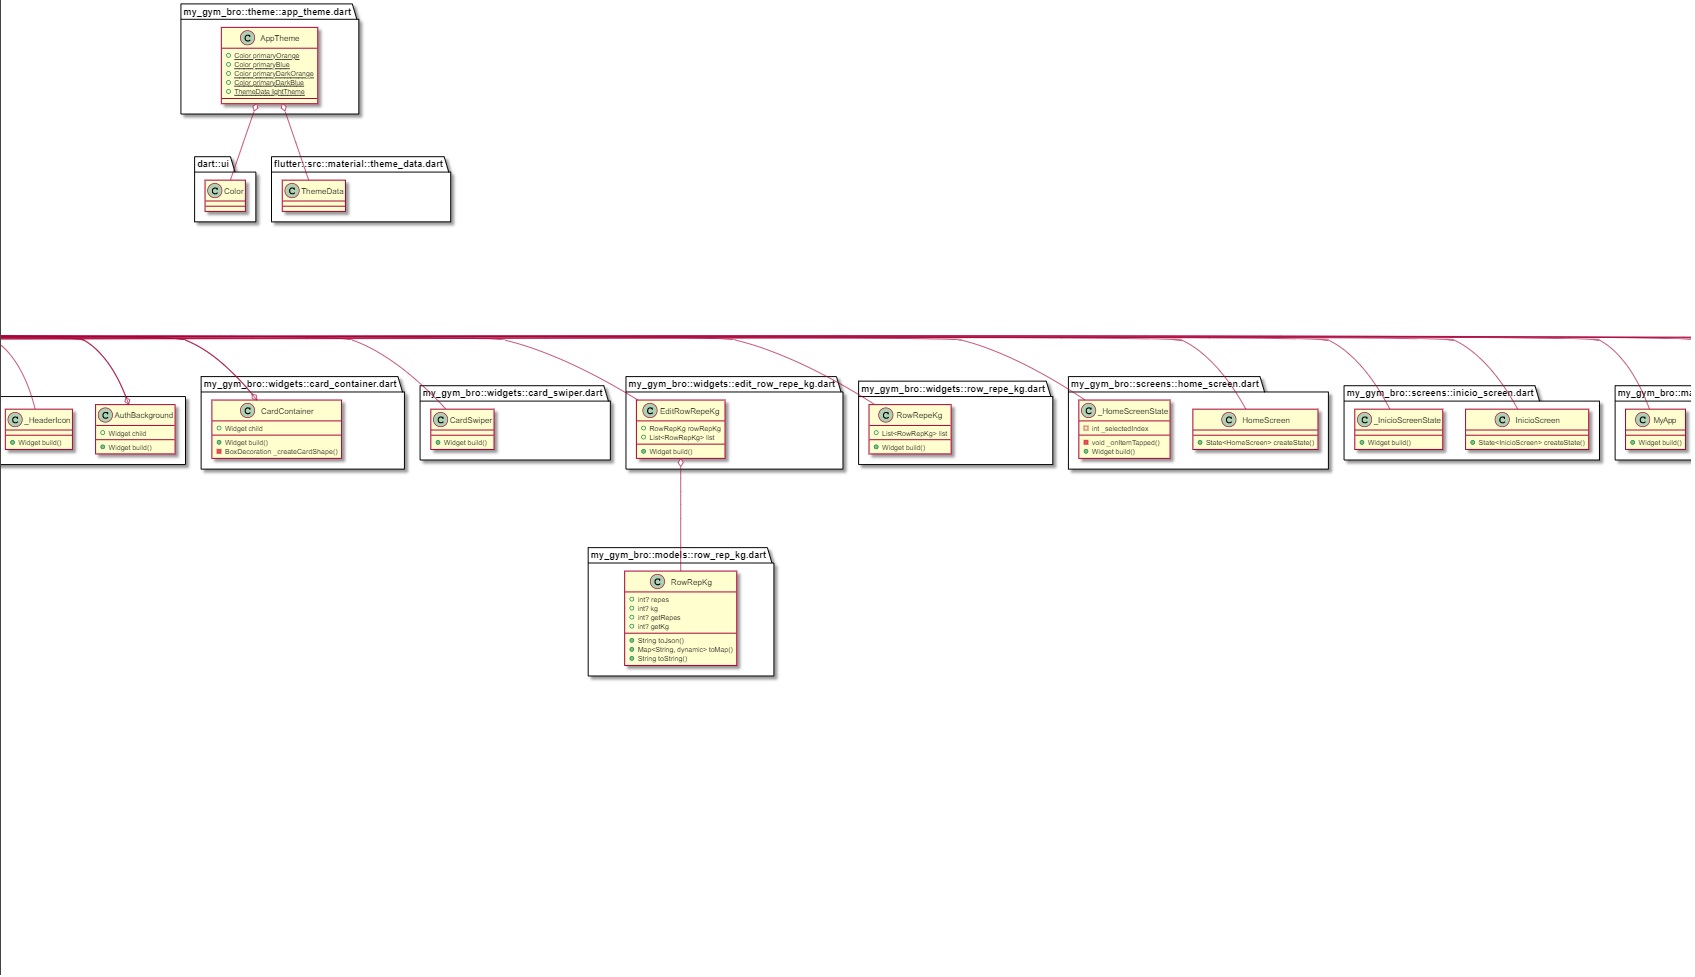 my_gym_bro::theme::app_theme.dart
C AppTheme
Color primaryOrange
Color primaryBlue
Color primaryDarkOrange
Color primaryDarkBlue
ThemeData lightTheme
dart::ui
C Color
flutter::src::material::theme_data.dart
C ThemeData
C _HeaderIcon
Widget build()
C AuthBackground
Widget child
Widget build()
my_gym_bro::widgets::card_container.dart
C CardContainer
Widget child
Widget build()
BoxDecoration _createCardShape()
my_gym_bro::widgets::card_swiper.dart
C CardSwiper
Widget build()
my_gym_bro::widgets::edit_row_repe_kg.dart
C EditRowRepeKg
RowRepKg rowRepKg
List<RowRepKg> list
Widget build()
my_gym_bro::widgets::row_repe_kg.dart
C RowRepeKg
List<RowRepKg> list
Widget build()
my_gym_bro::screens::home_screen.dart
C _HomeScreenState
int _selectedIndex
void _onItemTapped()
Widget build()
C HomeScreen
State<HomeScreen> createState()
my_gym_bro::screens::inicio_screen.dart
C _InicioScreenState
Widget build()
C InicioScreen
State<InicioScreen> createState()
my_gym_bro::ma
C MyApp
Widget build()
my_gym_bro::models::row_rep_kg.dart
C RowRepKg
int? repes
int? kg
int? getRepes
int? getKg
String toJson()
Map<String, dynamic> toMap()
String toString()